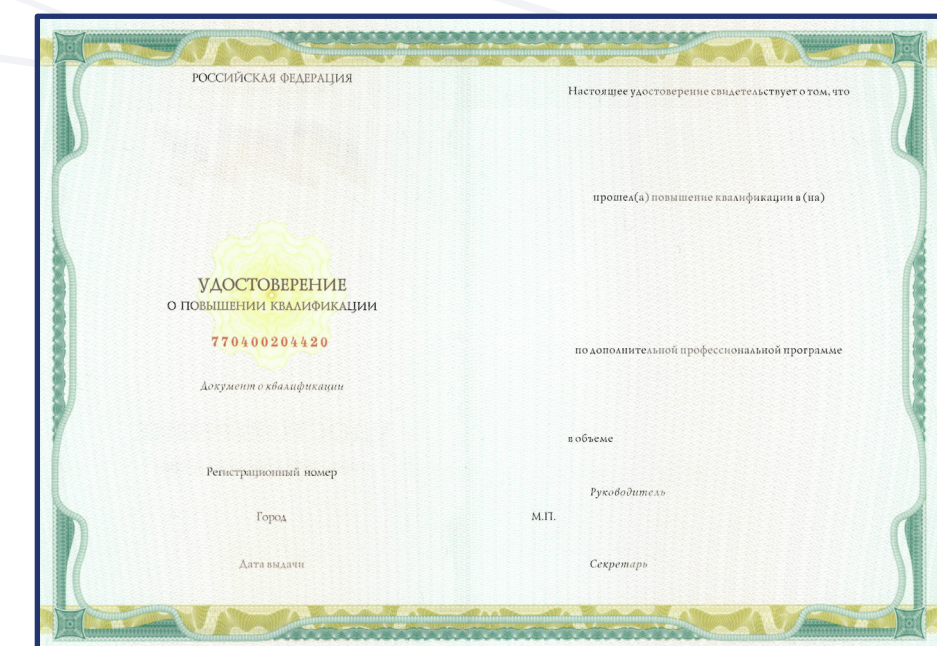 РОССИЙСКАЯ ФЕДЕРАЦИЯ
УДОСТОВЕРЕНИЕ
О ПОВЫШЕНИИ КВАЛИФИКАЦИИ
770400204420
Документ о квалификации
Регистрационный номер
Город
Дата выдачи
Настоящее удостоверение свидетельствует о том, что
прошел(а) повышение квалификации в (на)
по дополнительной профессиональной программе
в объеме
Руководитель
М.П.
Секретарь